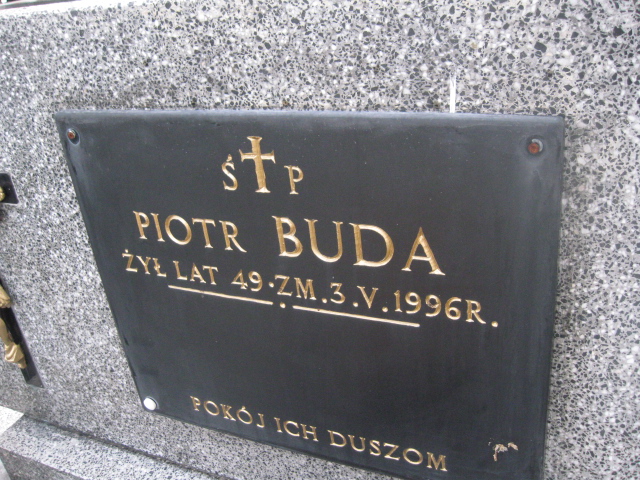 Ś P
PIOTR BUDA
ŻYŁ LAT 49·ZM.3.V.1996R.
POKÓJ ICH DUSZOM